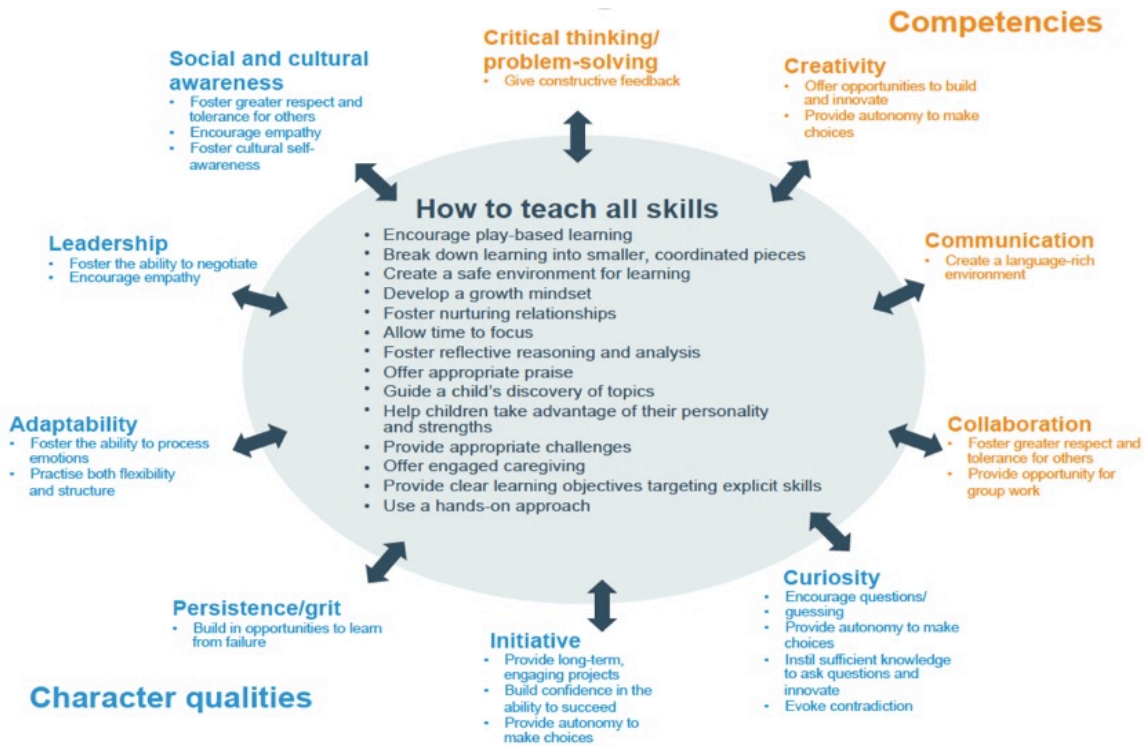 Competencies
Critical thinking/
problem-solving
• Give constructive feedback
Creativity
• Offer opportunities to build
and innovate
• Provide autonomy to make
choices
Communication
• Create a language-rich
environment
Collaboration
• Foster greater respect and
tolerance for others
• Provide opportunity for
group work
Curiosity
• Encourage questions/
• guessing
• Provide autonomy to make
choices
• Instil sufficient knowledge
to ask questions and
innovate
• Evoke contradiction
Initiative
• Provide long-term,
engaging projects
• Build confidence in the
ability to succeed
• Provide autonomy to
make choices
Persistence/grit
• Build in opportunities to learn
from failure
Adaptability
• Foster the ability to process
emotions
• Practise both flexibility
and structure
Leadership
• Foster the ability to negotiate
• Encourage empathy
Social and cultural
awareness
• Foster greater respect and
tolerance for others
• Encourage empathy
• Foster cultural self-
awareness
Character qualities
How to teach all skills
• Encourage play-based learning
• Break down learning into smaller, coordinated pieces
• Create a safe environment for learning
• Develop a growth mindset
• Foster nurturing relationships
• Allow time to focus
• Foster reflective reasoning and analysis
• Offer appropriate praise
• Guide a child's discovery of topics
• Help children take advantage of their personality
and strengths
• Provide appropriate challenges
• Offer engaged caregiving
• Provide clear learning objectives targeting explicit skills
• Use a hands-on approach